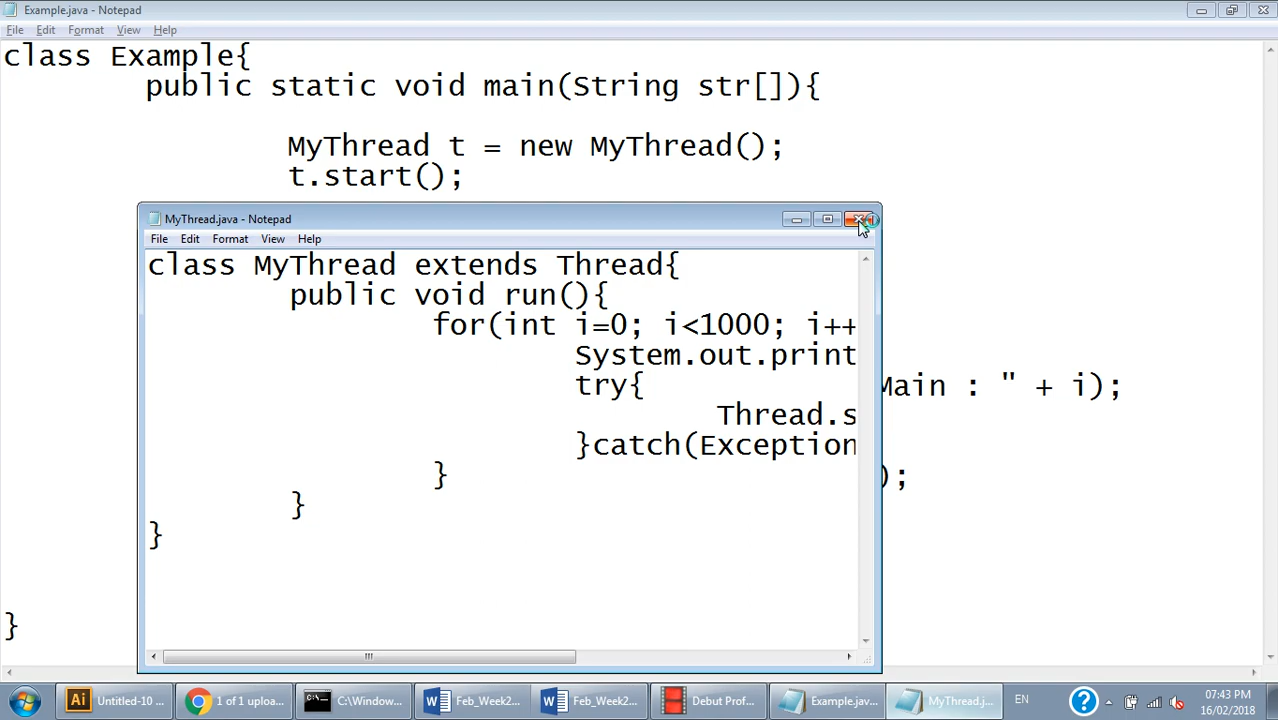 Example.java - Notepad
File Edit Format View Help
class Example{
public static void main(String str[]){
MyThread t = new MyThread();
t.start();
MyThread.java - Notepad
File Edit Format View Help
class MyThread extends Thread{
public void run(){
for(int i=0; i<1000; i++
System.out.print
try{
Main : " + i);
Thread.s
}catch(Exception
);
}
}
}
}
Untitled-10 ...
1 of 1 uploa...
C:\Window...
Feb_Week2...
Feb_Week2...
Debut Prof...
Example.jav...
MyThread.j...
EN
07:43 PM
16/02/2018